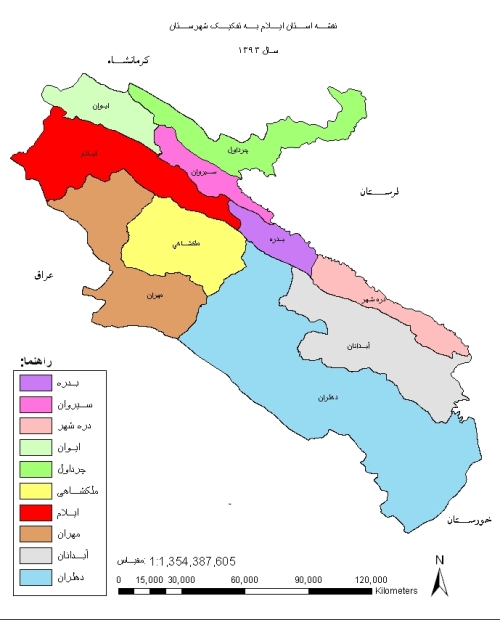 نقشه استان ایلام به تفکیک شهرستان
سال ۱۳۹۳
کرمانشاه
ایوان
چرداول
ایلام
سیروان
لرستان
بدره
ملکشاهی
عراق
مهران
دره شهر
آبدانان
دهلران
خوزستان
راهنما:
بدره
سیروان
دره شهر
ایوان
چرداول
ملکشاهی
ایلام
مهران
آبدانان
دهلران
مقیاس: 1:1,354,387,605
N
0 15,000 30,000 60,000 90,000 120,000
Kilometers